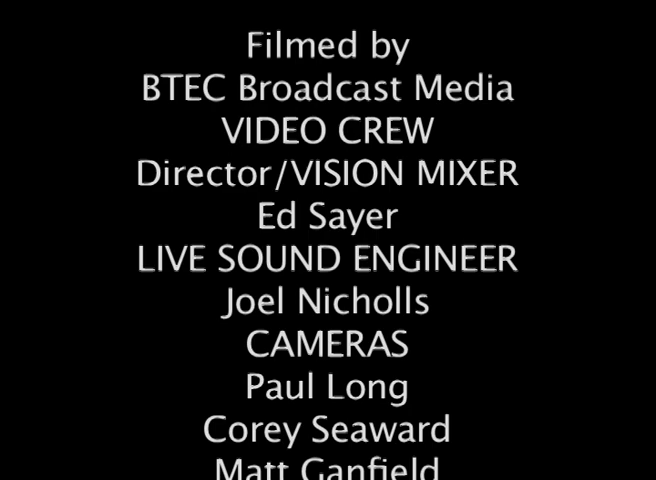 Filmed by
BTEC Broadcast Media
VIDEO CREW
Director/VISION MIXER
Ed Sayer
LIVE SOUND ENGINEER
Joel Nicholls
CAMERAS
Paul Long
Corey Seaward
Matt Ganfield